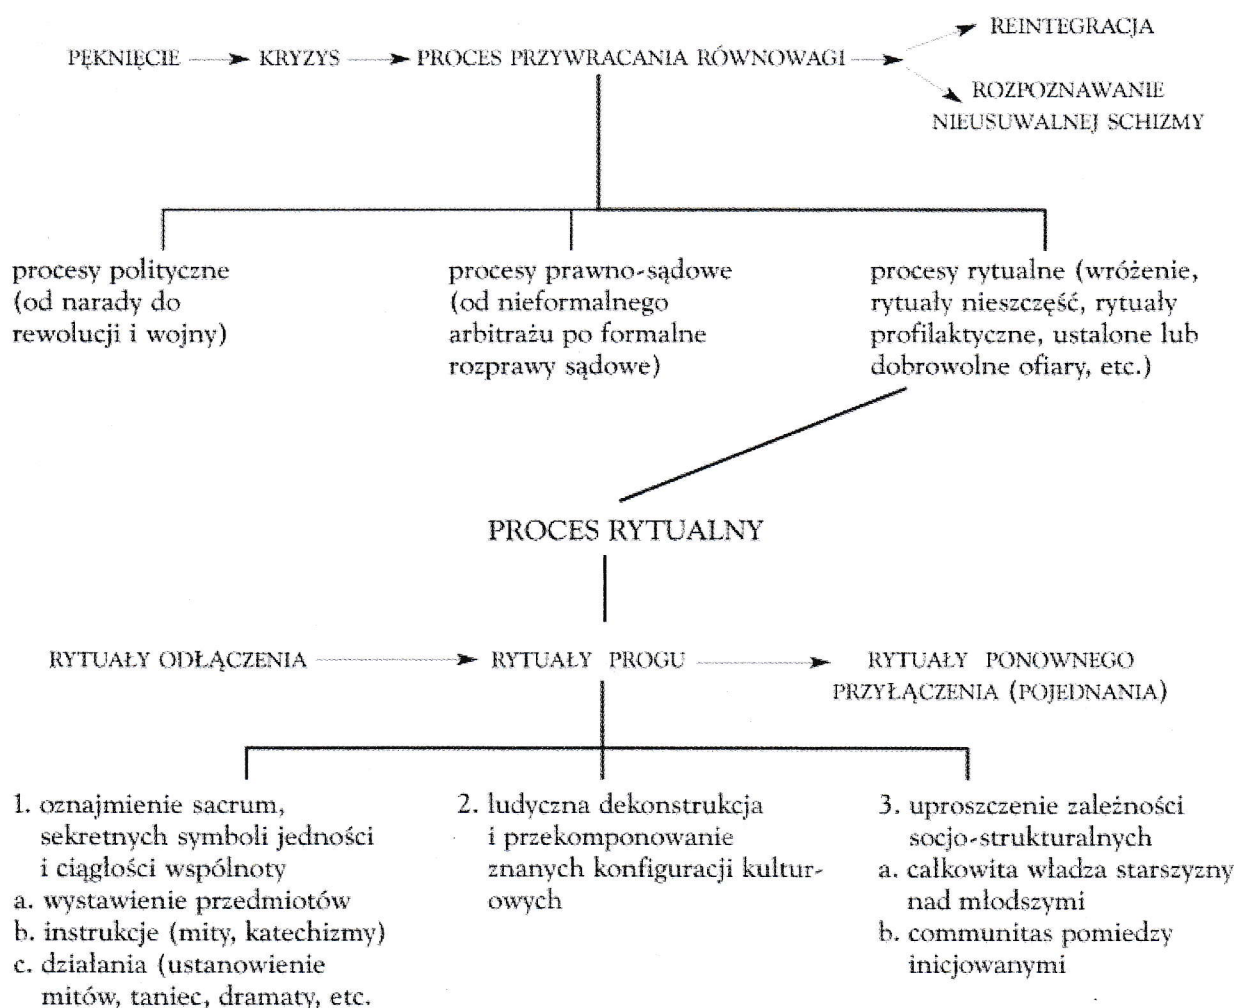 PĘKNIĘCIE KRYZYS PROCES PRZYWRACANIA RÓWNOWAGI
REINTEGRACJA
ROZPOZNAWANIE
NIEUSUWALNEJ SCHIZMY
procesy polityczne
(od narady do
rewolucji i wojny)
procesy prawno-sądowe
(od nieformalnego
arbitrażu po formalne
rozprawy sądowe)
procesy rytualne (wróżenie,
rytuały nieszczęść, rytuały
profilaktyczne, ustalone lub
dobrowolne ofiary, etc.)
PROCES RYTUALNY
RYTUAŁY ODŁĄCZENIA
RYTUAŁY PROGU
RYTUAŁY PONOWNEGO
PRZYŁĄCZENIA (POJEDNANIA)
1. oznajmienie sacrum,
sekretnych symboli jedności
i ciągłości wspólnoty
a. wystawienie przedmiotów
b. instrukcje (mity, katechizmy)
c. działania (ustanowienie
mitów, taniec, dramaty, etc.
2. ludyczna dekonstrukcja
i przekomponowanie
znanych konfiguracji kultur-
owych
3. uproszczenie zależności
socjo-strukturalnych
a. całkowita władza starszyzny
nad młodszymi
b. communitas pomiedzy
inicjowanymi